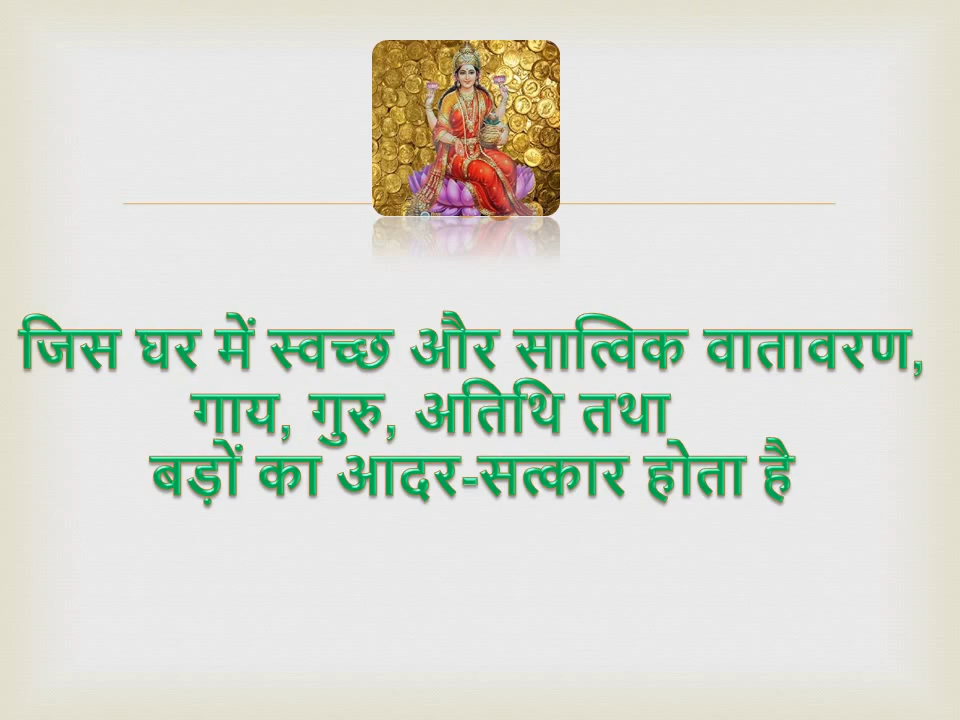 जिस घर में स्वच्छ और सात्विक वातावरण,
गाय, गुरु, अतिथि तथा
बड़ों का आदर-सत्कार होता है